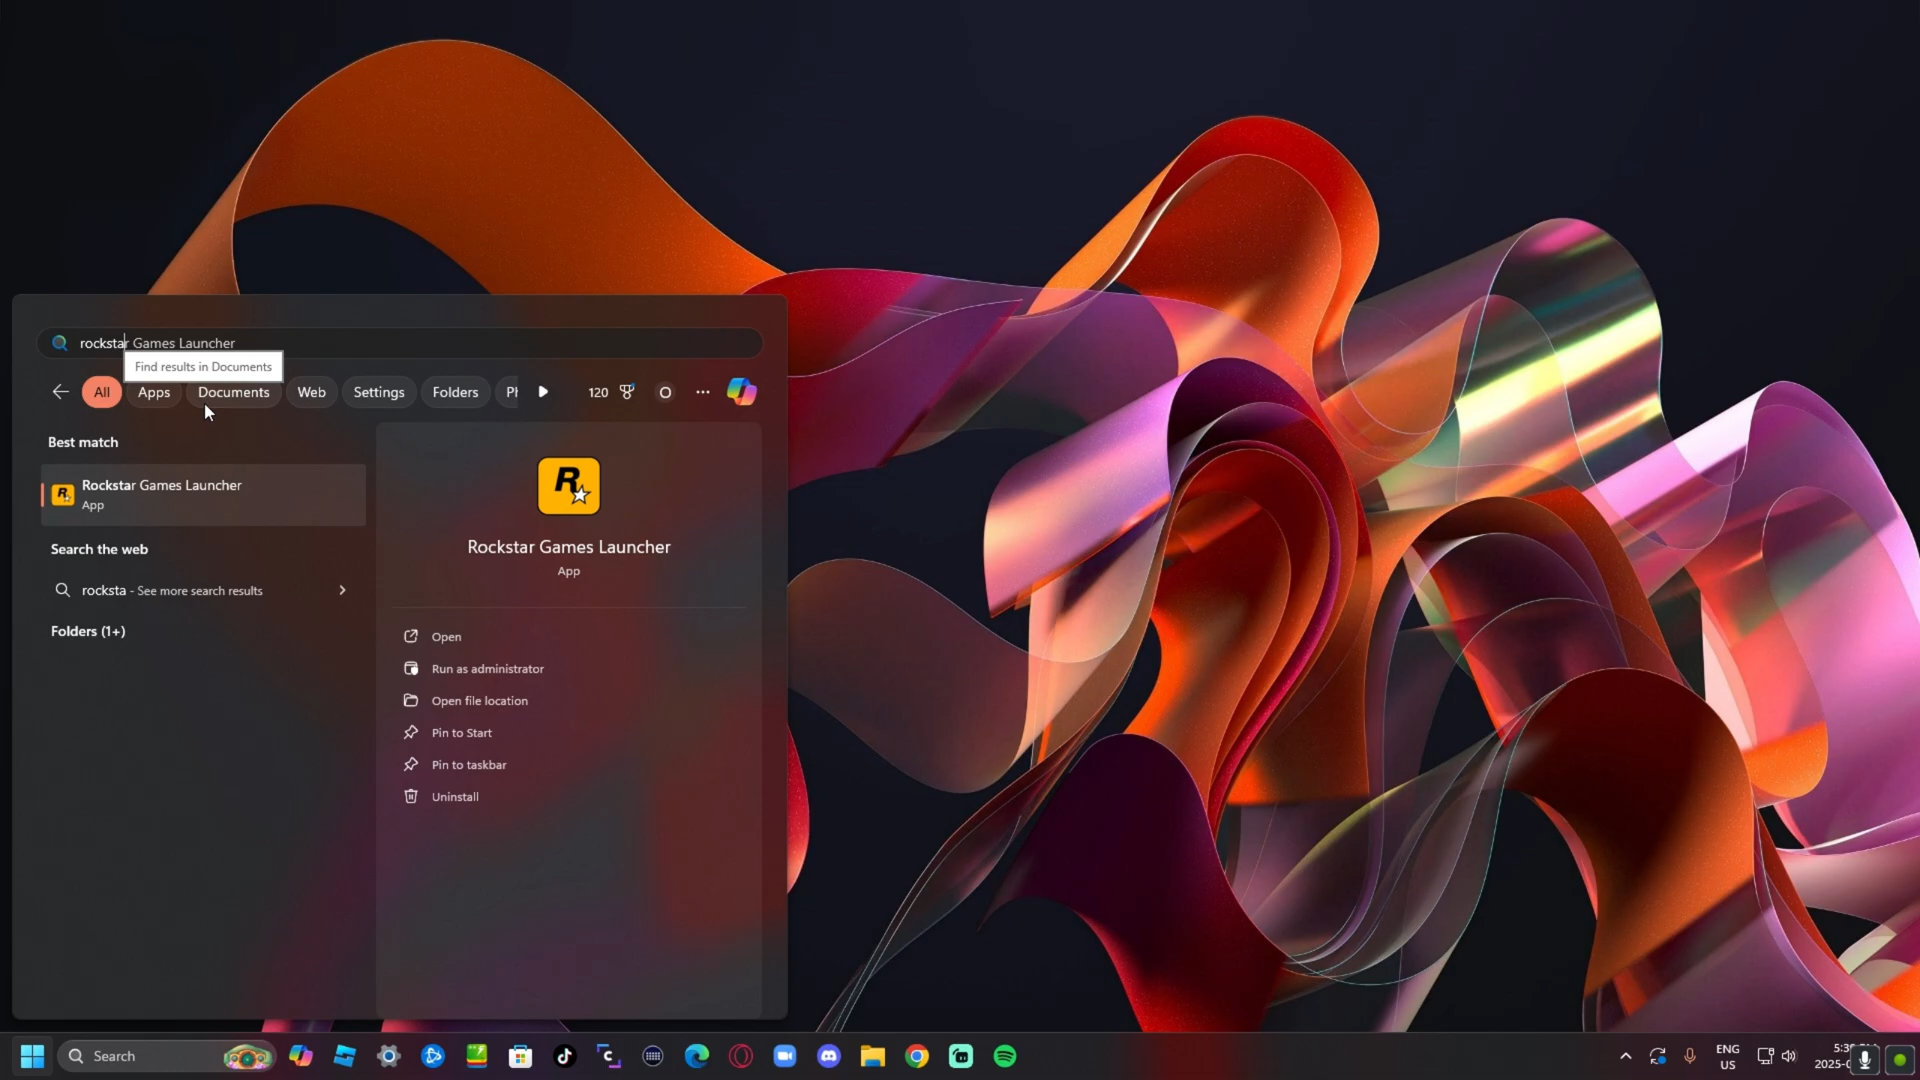 rockstar Games Launcher
Find results in Documents
All
Apps
Documents
Web
Settings
Folders
120
O
Best match
Rockstar Games Launcher
App
Search the web
rocksta - See more search results
Folders (1+)
R
Rockstar Games Launcher
App
Open
Run as administrator
Open file location
Pin to Start
Pin to taskbar
Uninstall
Search
ENG
US